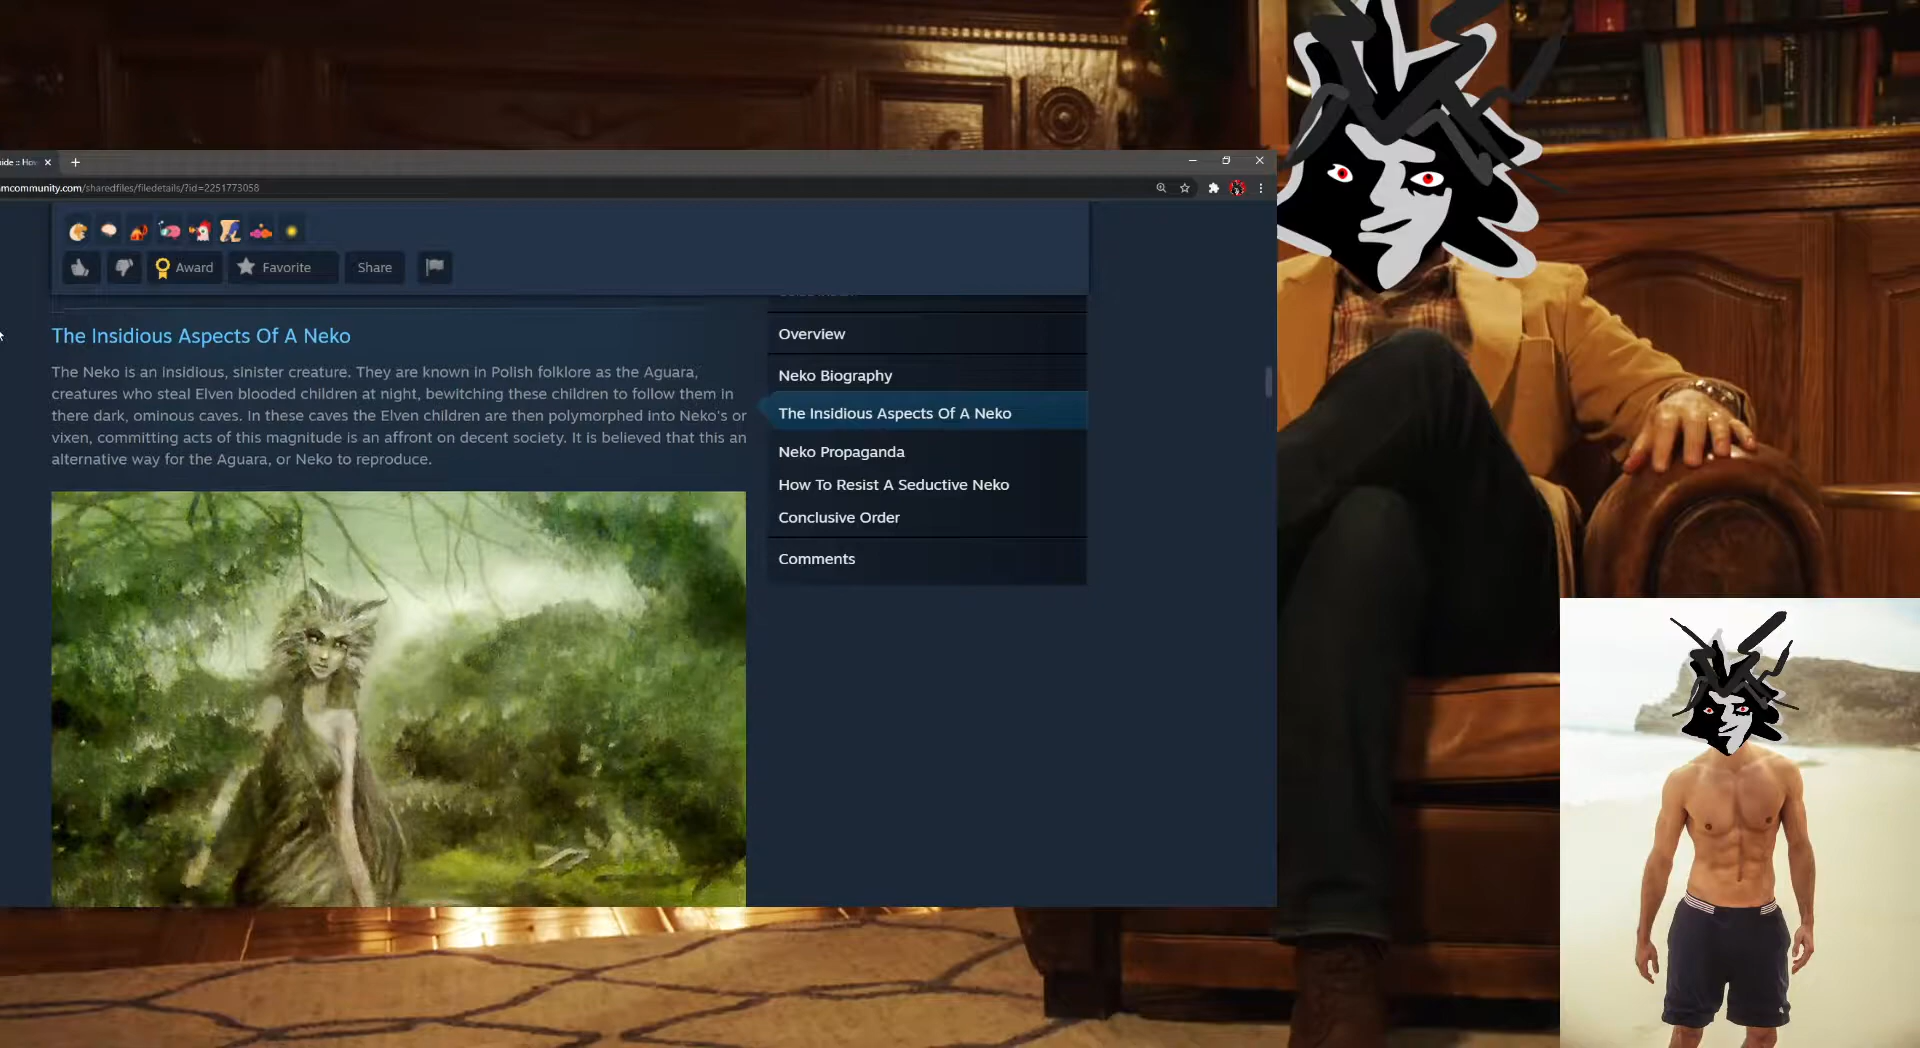 ide :: How
mcommunity.com/sharedfiles/filedetails/?id=2251773058
Award
Favorite
Share
The Insidious Aspects Of A Neko
The Neko is an insidious, sinister creature. They are known in Polish folklore as the Aguara,
creatures who steal Elven blooded children at night, bewitching these children to follow them in
there dark, ominous caves. In these caves the Elven children are then polymorphed into Neko's or
vixen, committing acts of this magnitude is an affront on decent society. It is believed that this an
alternative way for the Aguara, or Neko to reproduce.
Overview
Neko Biography
The Insidious Aspects Of A Neko
Neko Propaganda
How To Resist A Seductive Neko
Conclusive Order
Comments